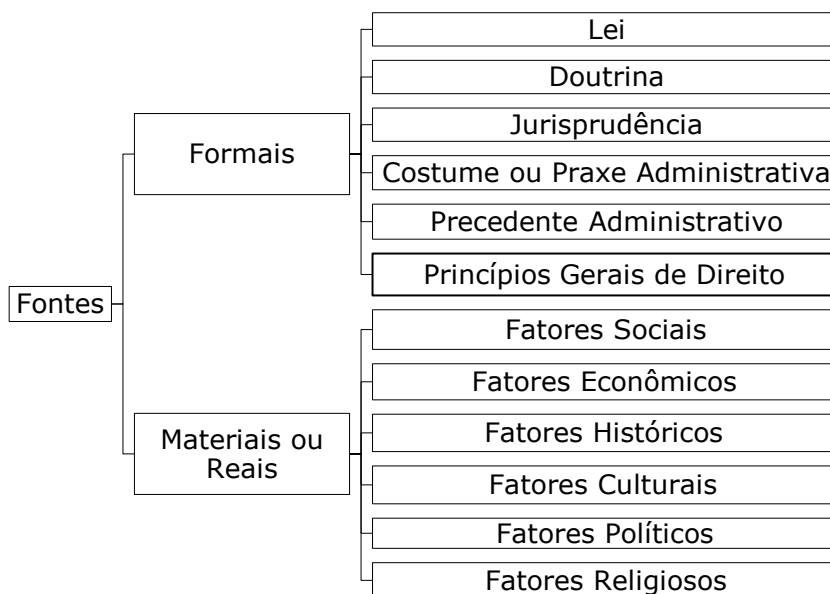 Lei
Doutrina
Jurisprudência
Formais
Costume ou Praxe Administrativa
Precedente Administrativo
Princípios Gerais de Direito
Fontes
Fatores Sociais
Fatores Econômicos
Materiais ou
Reais
Fatores Históricos
Fatores Culturais
Fatores Políticos
Fatores Religiosos